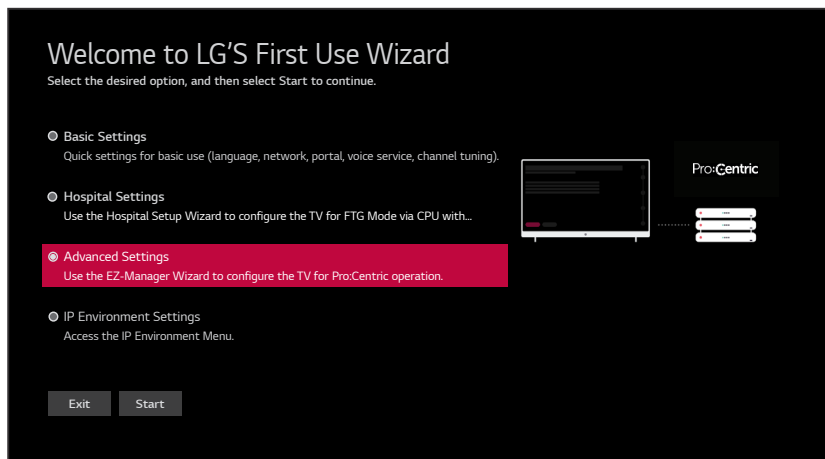 Welcome to LG'S First Use Wizard
Select the desired option, and then select Start to continue.
Basic Settings
Quick settings for basic use (language, network, portal, voice service, channel tuning).
Hospital Settings
Use the Hospital Setup Wizard to configure the TV for FTG Mode via CPU with...
Advanced Settings
Use the EZ-Manager Wizard to configure the TV for Pro:Centric operation.
IP Environment Settings
Access the IP Environment Menu.
Pro:Centric
Exit
Start